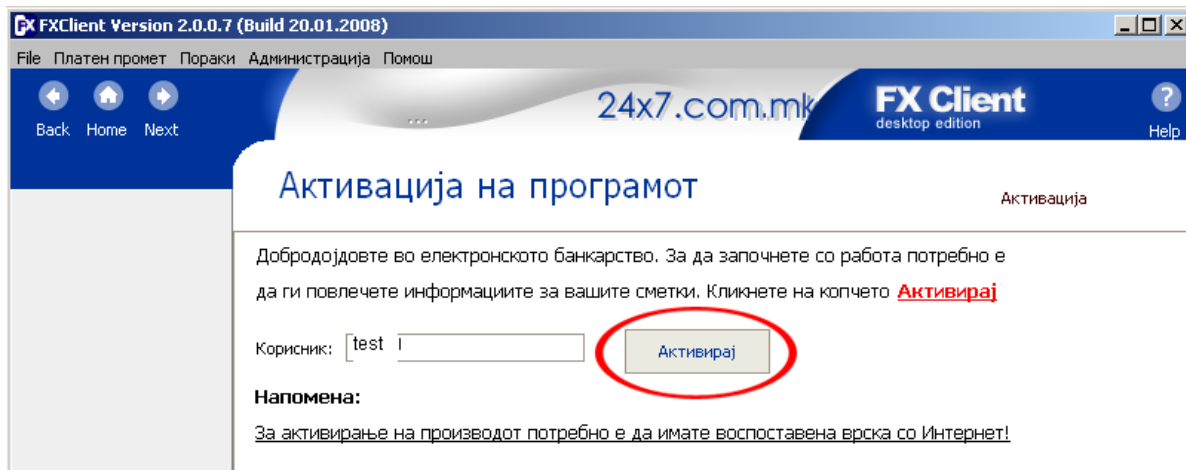 FX FXClient Version 2.0.0.7 (Build 20.01.2008)
File Платен промет Пораки Администрација Помош
Back Home Next
...
24x7.com.mk
FX Client
desktop edition
?
Help
Активација на програмот
Активација
Добродојдовте во електронското банкарство. За да започнете со работа потребно е
да ги повлечете информациите за вашите сметки. Кликнете на копчето Активирај
Корисник: test
Активирај
Напомена:
За активирање на производот потребно е да имате воспоставена врска со Интернет!